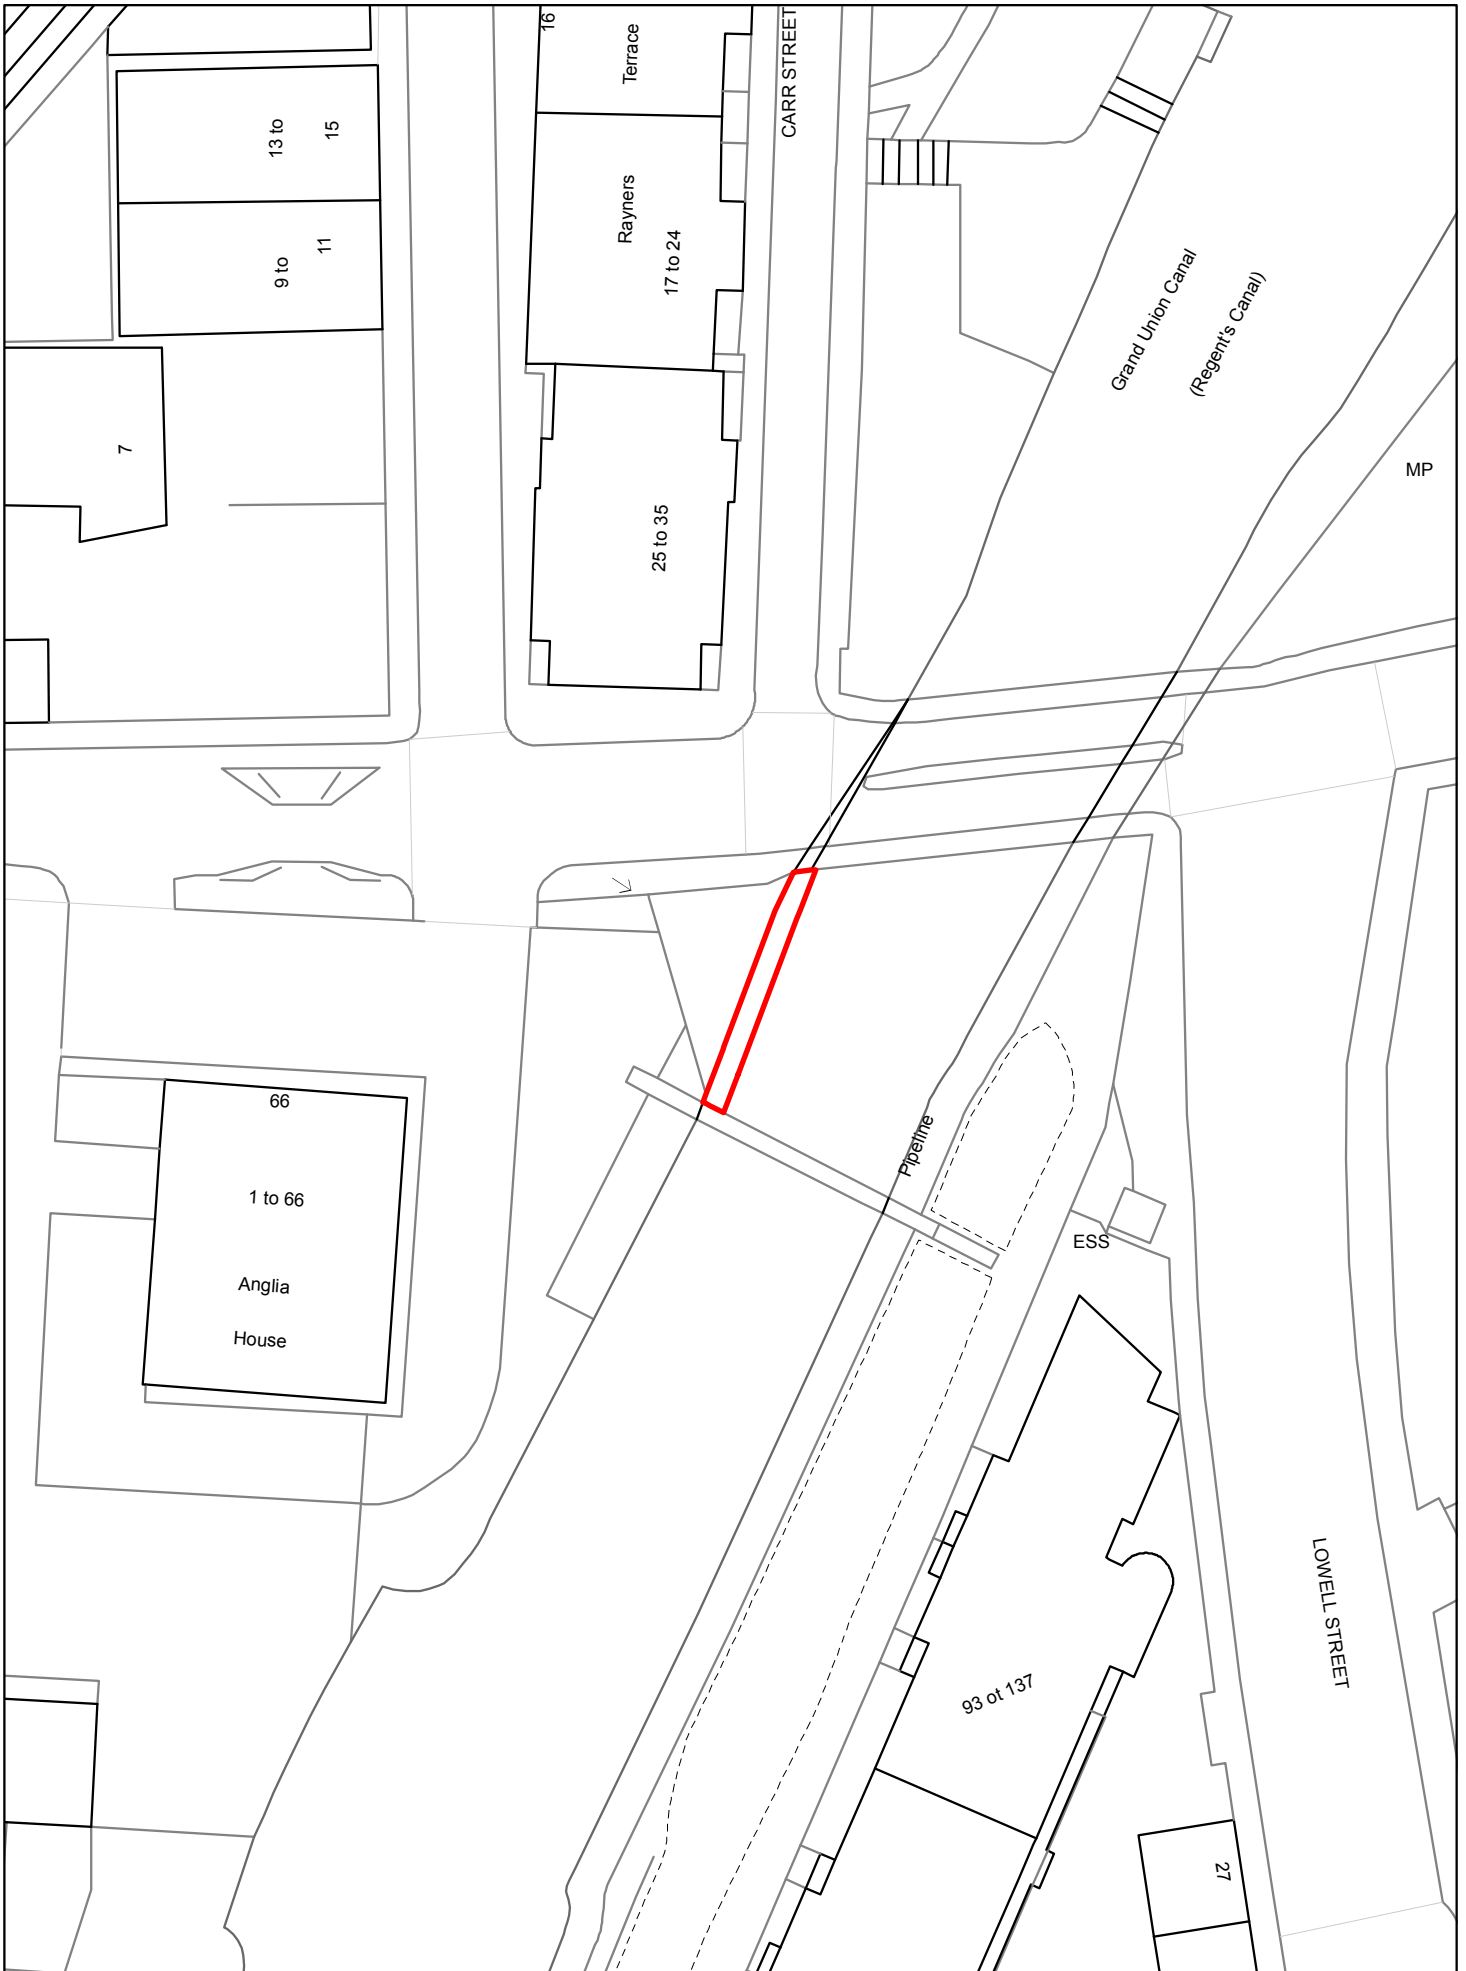 16
Terrace
CARR STREET
13 to
15
Rayners
17 to 24
9 to
11
Grand Union Canal
(Regent's Canal)
7
MP
25 to 35
66
1 to 66
Anglia
House
Pipeline
ESS
LOWELL STREET
93 ot 137
27